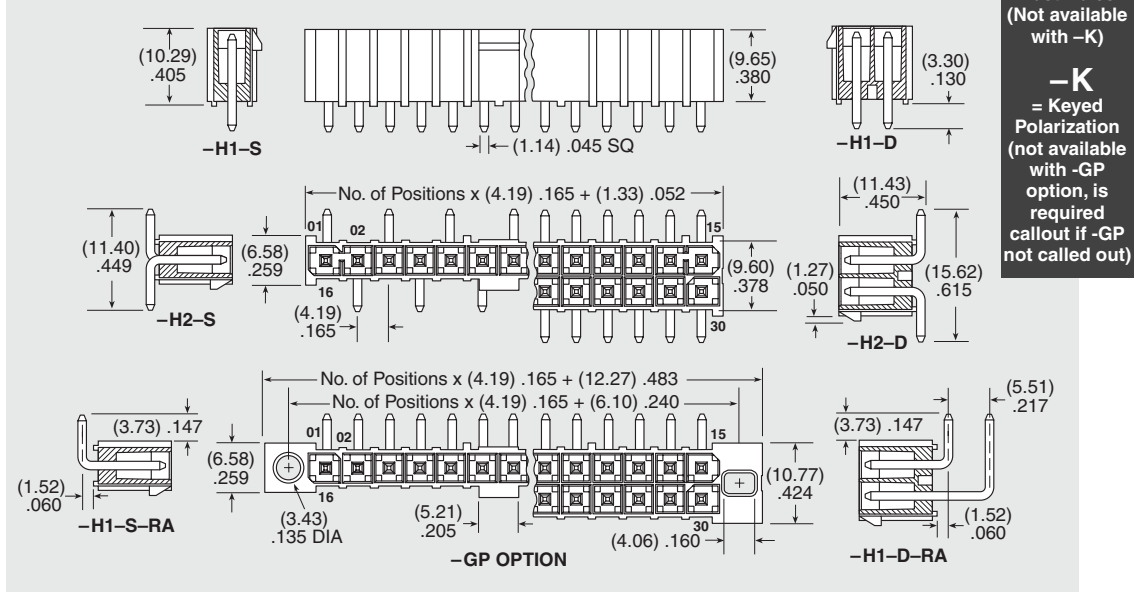 (Not available
with –K)
–K
= Keyed
Polarization
(not available
with -GP
option, is
required
callout if -GP
not called out)
(10.29)
.405
–H1–S
(9.65)
.380
(1.14) .045 SQ
(3.30)
.130
–H1–D
No. of Positions x (4.19) .165 + (1.33) .052
01
02
15
16
30
(11.40)
.449
–H2–S
(6.58)
.259
(4.19)
.165
(9.60)
.378
(11.43)
.450
(1.27)
.050
(15.62)
.615
–H2–D
No. of Positions x (4.19) .165 + (12.27) .483
No. of Positions x (4.19) .165 + (6.10) .240
01
02
15
16
30
(3.73) .147
(1.52)
.060
–H1–S–RA
(6.58)
.259
(3.43)
.135 DIA
(5.21)
.205
(4.06) .160
(10.77)
.424
–GP OPTION
(5.51)
.217
(3.73) .147
(1.52)
.060
–H1–D–RA